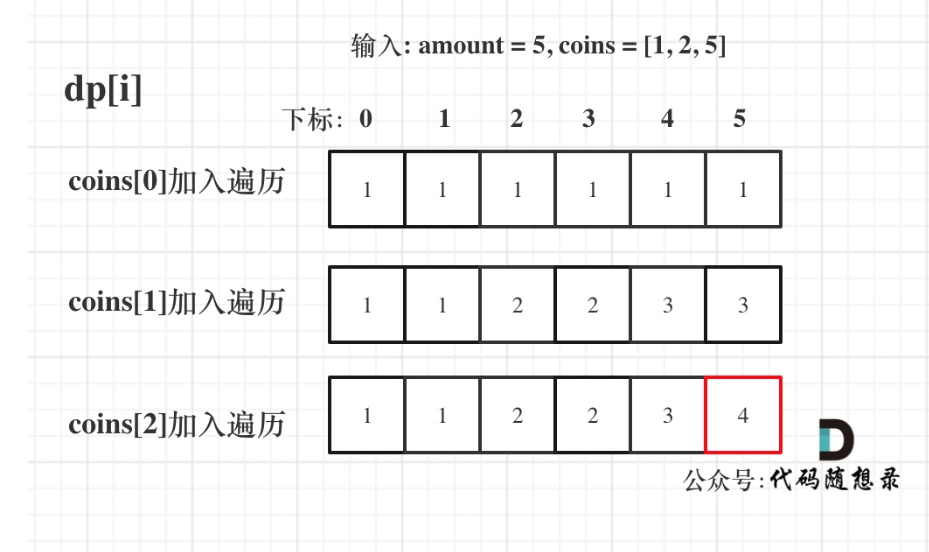 输入: amount = 5, coins = [1, 2, 5]
dp[i]
下标: 0 1 2 3 4 5
coins[0]加入遍历 1 1 1 1 1 1
coins[1]加入遍历 1 1 2 2 3 3
coins[2]加入遍历 1 1 2 2 3 4
公众号:代码随想录